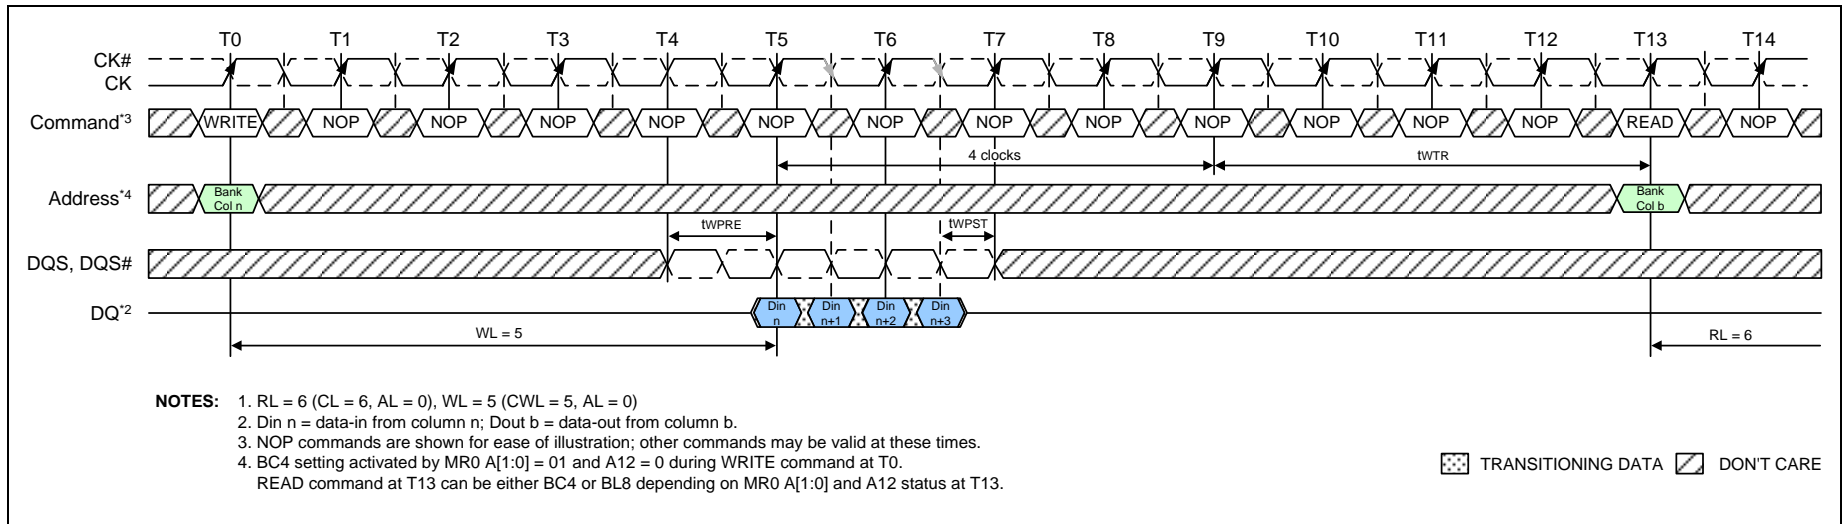 T0 T1 T2 T3 T4 T5 T6 T7 T8 T9 T10 T11 T12 T13 T14
CK#
CK
Command*3 WRITE NOP NOP NOP NOP NOP NOP NOP NOP NOP NOP NOP NOP READ NOP
4 clocks tWTR
Address*4 Bank Col n Bank Col b
tWPRE tWPST
DQS, DQS#
DQ*2 Din n Din n+1 Din n+2 Din n+3
WL = 5 RL = 6
NOTES: 1. RL = 6 (CL = 6, AL = 0), WL = 5 (CWL = 5, AL = 0)
2. Din n = data-in from column n; Dout b = data-out from column b.
3. NOP commands are shown for ease of illustration; other commands may be valid at these times.
4. BC4 setting activated by MR0 A[1:0] = 01 and A12 = 0 during WRITE command at T0.
READ command at T13 can be either BC4 or BL8 depending on MR0 A[1:0] and A12 status at T13.
TRANSITIONING DATA DON'T CARE